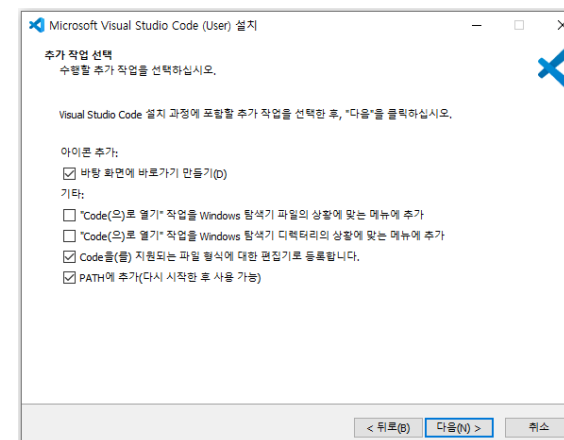 Microsoft Visual Studio Code (User) 설치
추가 작업 선택
수행할 추가 작업을 선택하십시오.
Visual Studio Code 설치 과정에 포함할 추가 작업을 선택한 후, "다음"을 클릭하십시오.
아이콘 추가:
바탕 화면에 바로가기 만들기(D)
기타:
"Code(으)로 열기" 작업을 Windows 탐색기 파일의 상황에 맞는 메뉴에 추가
"Code(으)로 열기" 작업을 Windows 탐색기 디렉터리의 상황에 맞는 메뉴에 추가
Code을(를) 지원되는 파일 형식에 대한 편집기로 등록합니다.
PATH에 추가(다시 시작한 후 사용 가능)
< 뒤로(B) 다음(N) > 취소